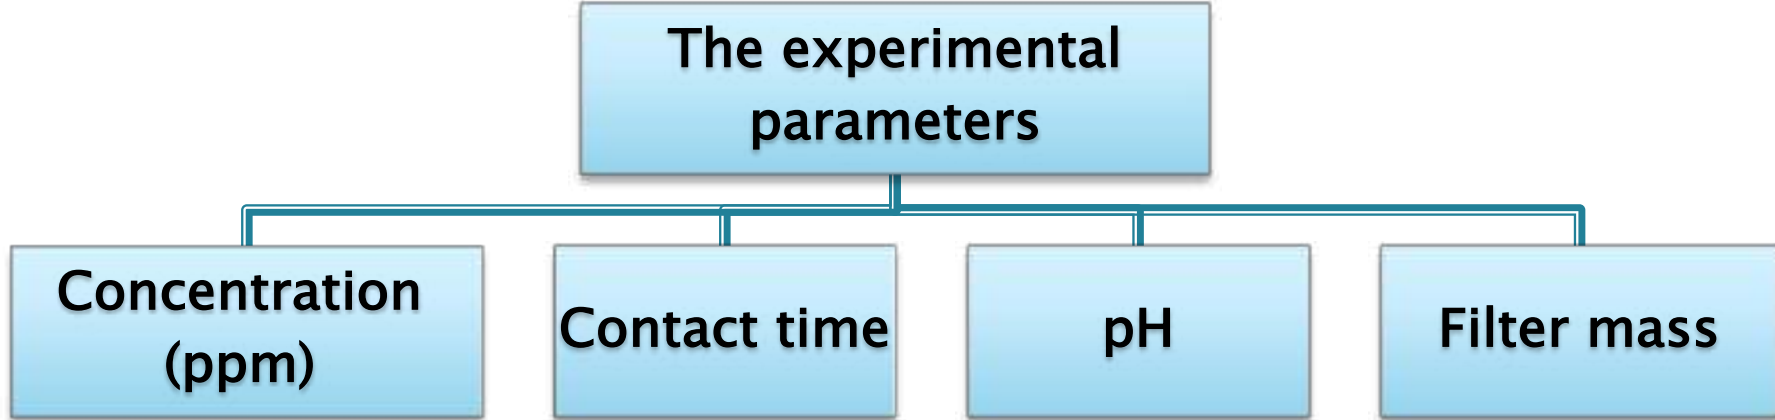 The experimental
parameters
Concentration
(ppm)
Contact time
pH
Filter mass